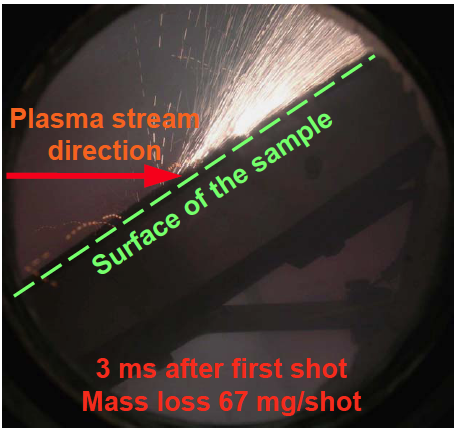 Plasma stream
direction
Surface of the sample
3 ms after first shot
Mass loss 67 mg/shot